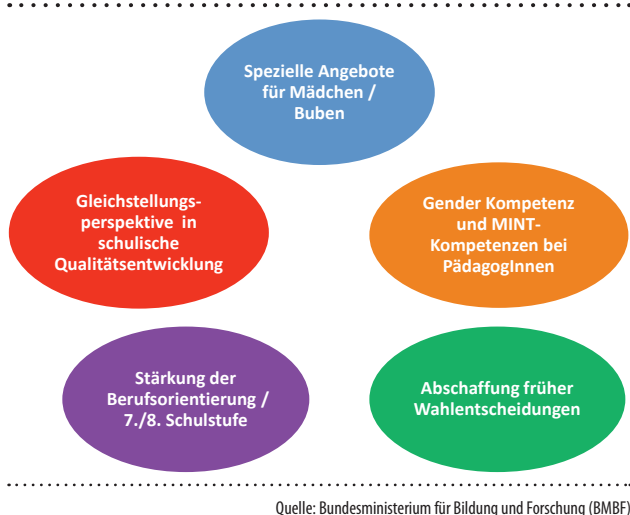 Spezielle Angebote
für Mädchen /
Buben
Gleichstellungs-
perspektive in
schulische
Qualitätsentwicklung
Gender Kompetenz
und MINT-
Kompetenzen bei
PädagogInnen
Stärkung der
Berufsorientierung /
7./8. Schulstufe
Abschaffung früher
Wahlentscheidungen
Quelle: Bundesministerium für Bildung und Forschung (BMBF)